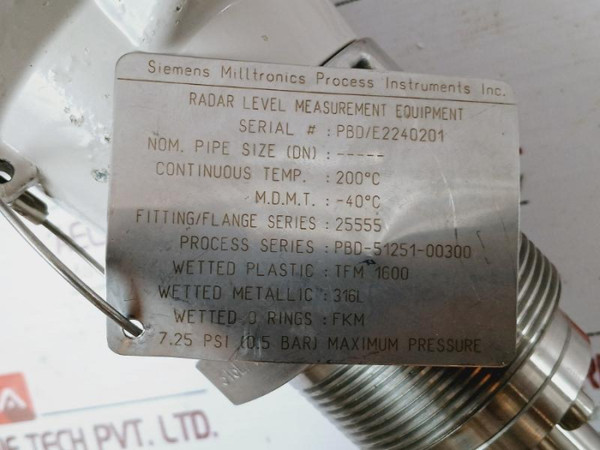 Siemens Milltronics Process Instruments Inc.
RADAR LEVEL MEASUREMENT EQUIPMENT
SERIAL # : PBD/E2240201
NOM. PIPE SIZE (DN) : -----
CONTINUOUS TEMP. : 200°C
M.D.M.T. : -40°C
FITTING/FLANGE SERIES : 25555
PROCESS SERIES : PBD-51251-00300
WETTED PLASTIC : TFM 1600
WETTED METALLIC : 316L
WETTED O RINGS : FKM
7.25 PSI (0.5 BAR) MAXIMUM PRESSURE
TECH PVT. LTD.